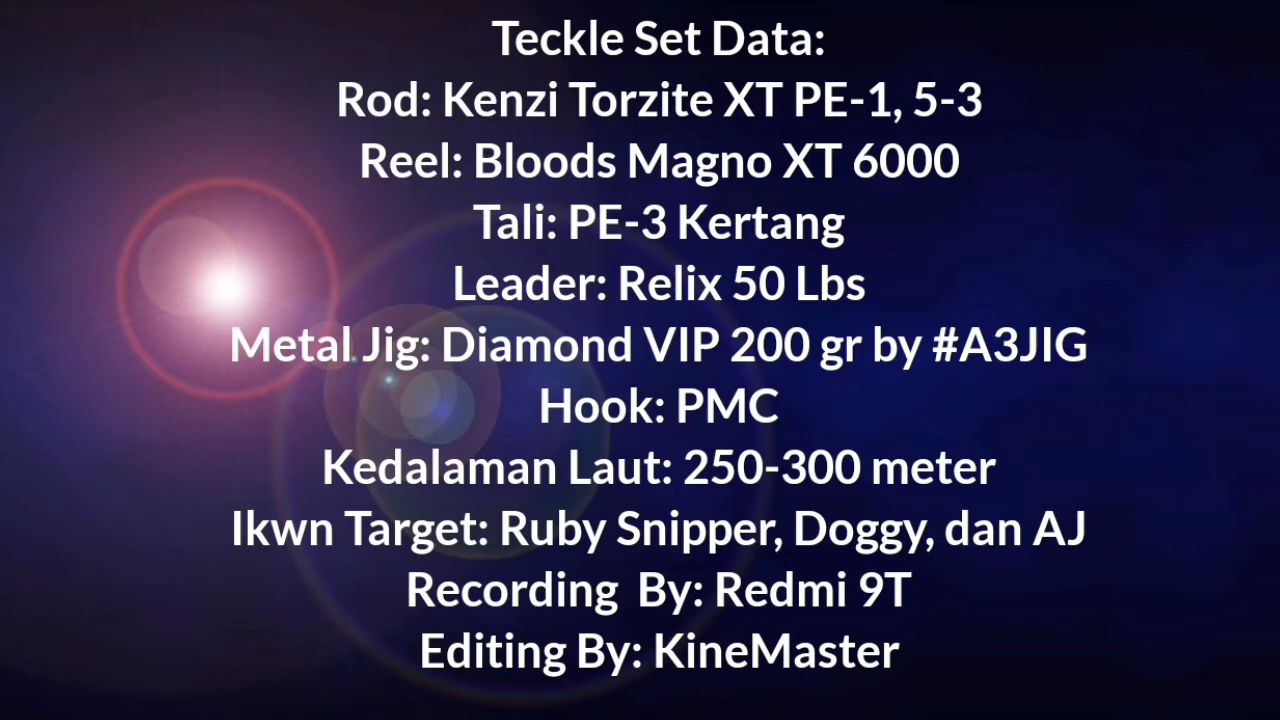 Teckle Set Data:
Rod: Kenzi Torzite XT PE-1, 5-3
Reel: Bloods Magno XT 6000
Tali: PE-3 Kertang
Leader: Relix 50 Lbs
Metal Jig: Diamond VIP 200 gr by #A3JIG
Hook: PMC
Kedalaman Laut: 250-300 meter
Ikwn Target: Ruby Snipper, Doggy, dan AJ
Recording  By: Redmi 9T
Editing By: KineMaster